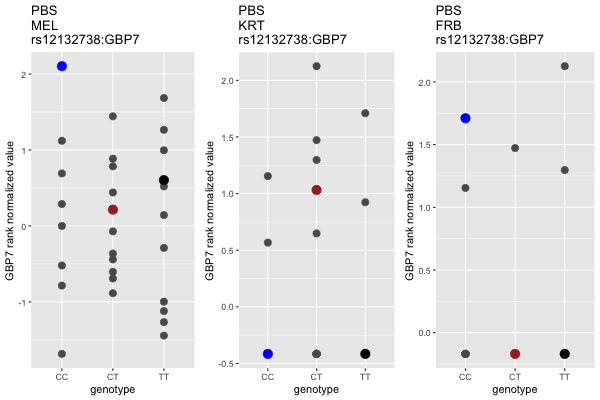 PBS
MEL
rs12132738:GBP7
2
1
0
-1
GBP7 rank normalized value
CC
CT
TT
genotype
PBS
KRT
rs12132738:GBP7
2.0
1.5
1.0
0.5
0.0
-0.5
GBP7 rank normalized value
CC
CT
TT
genotype
PBS
FRB
rs12132738:GBP7
2.0
1.5
1.0
0.5
0.0
GBP7 rank normalized value
CC
CT
TT
genotype